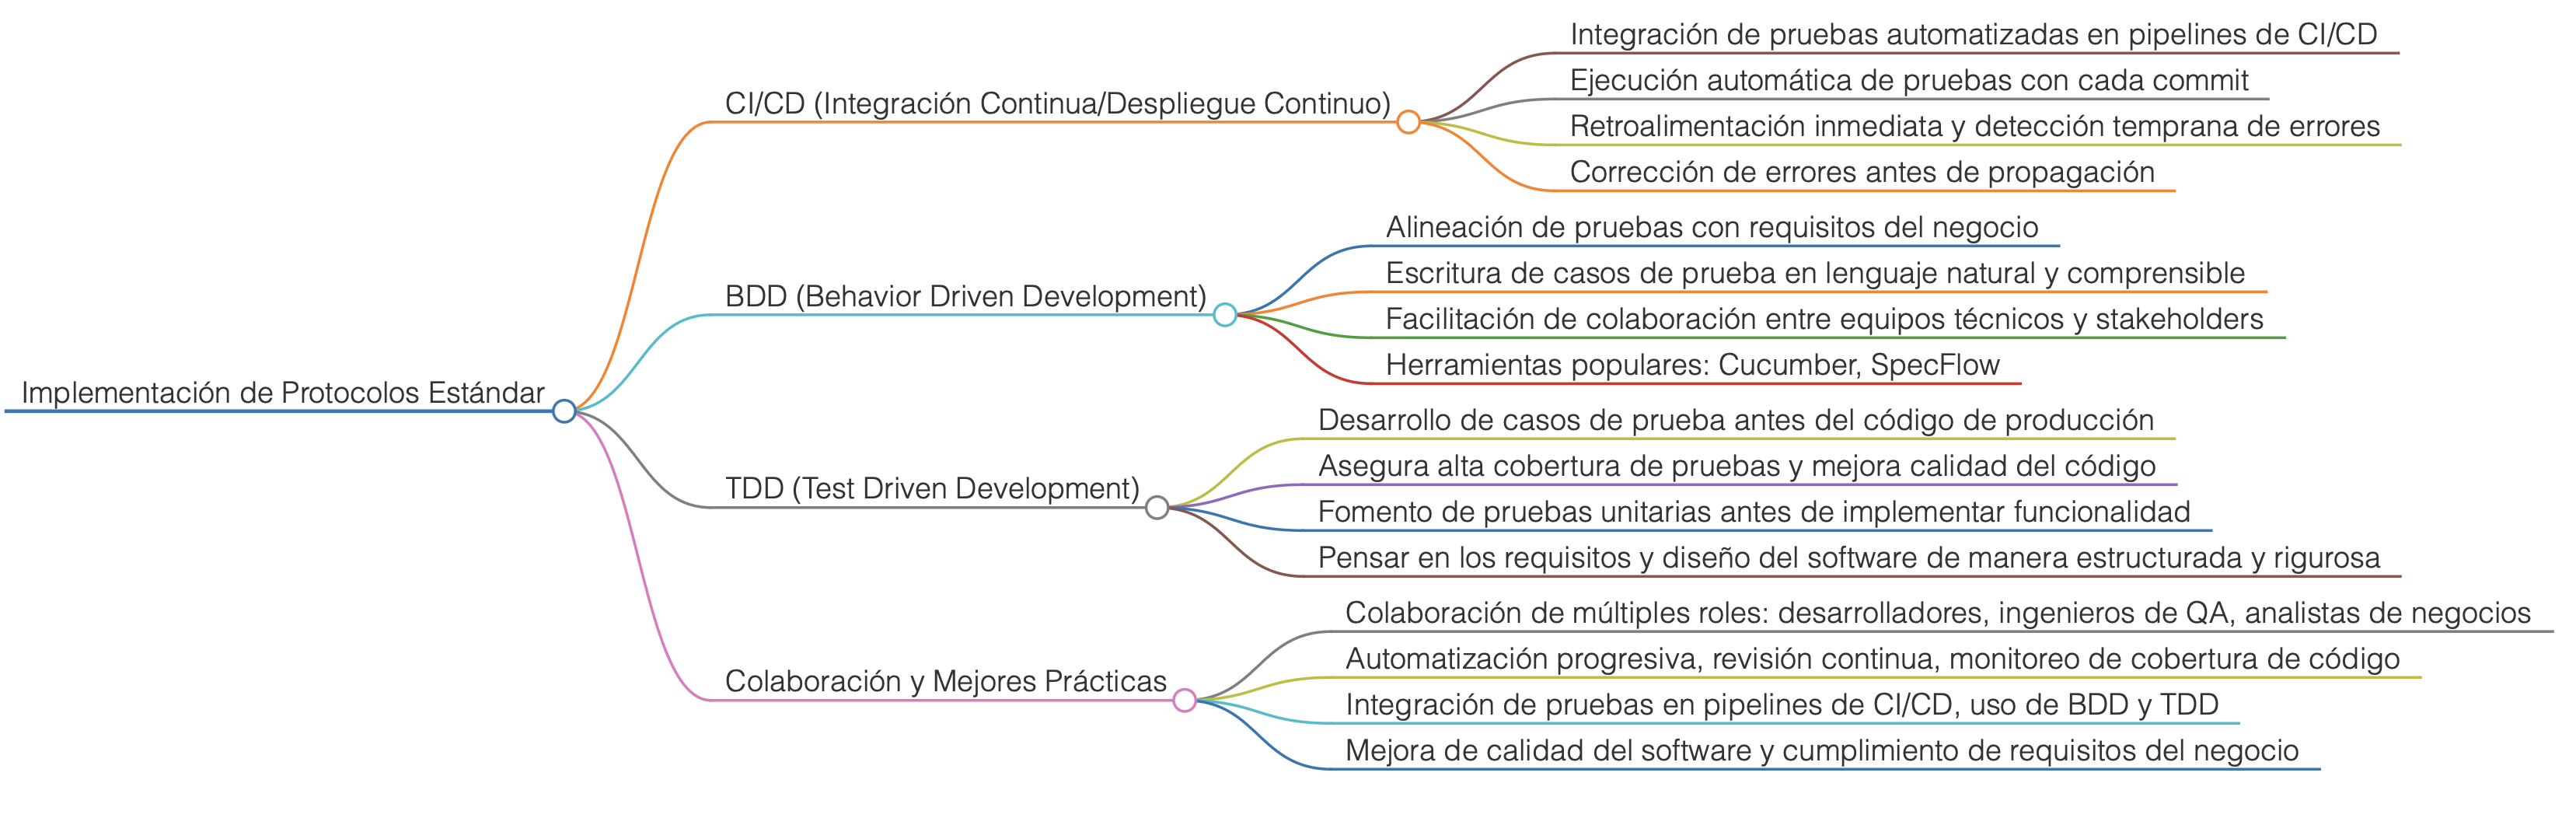 Implementación de Protocolos Estándar
CI/CD (Integración Continua/Despliegue Continuo)
Integración de pruebas automatizadas en pipelines de CI/CD
Ejecución automática de pruebas con cada commit
Retroalimentación inmediata y detección temprana de errores
Corrección de errores antes de propagación
BDD (Behavior Driven Development)
Alineación de pruebas con requisitos del negocio
Escritura de casos de prueba en lenguaje natural y comprensible
Facilitación de colaboración entre equipos técnicos y stakeholders
Herramientas populares: Cucumber, SpecFlow
TDD (Test Driven Development)
Desarrollo de casos de prueba antes del código de producción
Asegura alta cobertura de pruebas y mejora calidad del código
Fomento de pruebas unitarias antes de implementar funcionalidad
Pensar en los requisitos y diseño del software de manera estructurada y rigurosa
Colaboración y Mejores Prácticas
Colaboración de múltiples roles: desarrolladores, ingenieros de QA, analistas de negocios
Automatización progresiva, revisión continua, monitoreo de cobertura de código
Integración de pruebas en pipelines de CI/CD, uso de BDD y TDD
Mejora de calidad del software y cumplimiento de requisitos del negocio